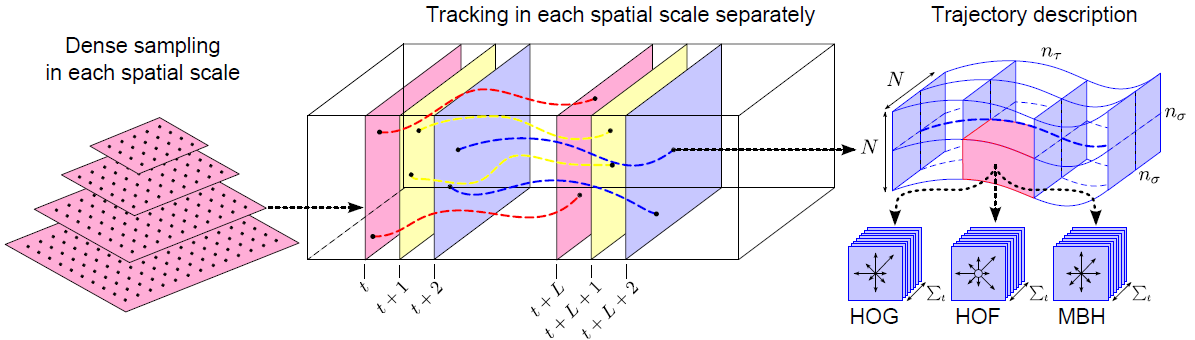 Dense sampling
in each spatial scale
Tracking in each spatial scale separately
t
t + 1
t + 2
t + L
t + L + 1
t + L + 2
Trajectory description
N
N
n_τ
n_σ
n_σ
Σ_t
Σ_t
Σ_t
HOG
HOF
MBH